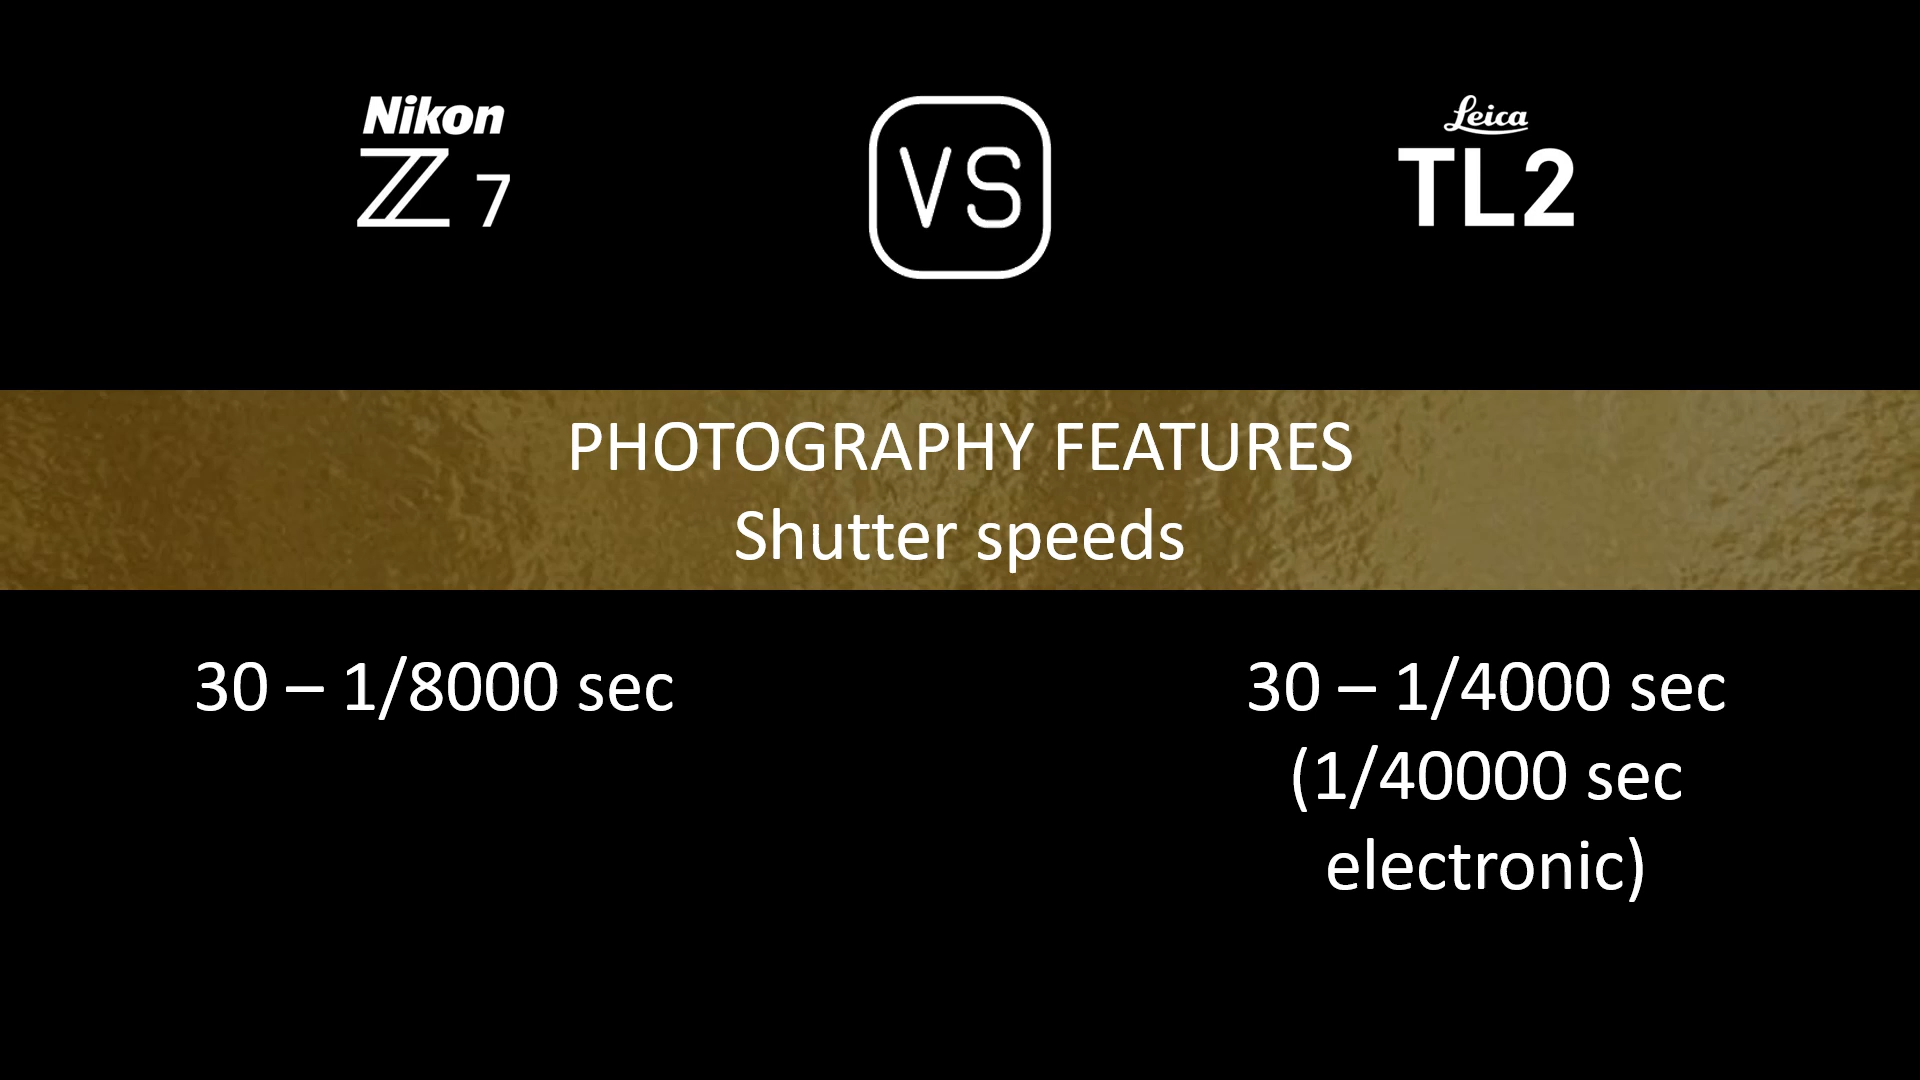 Nikon
Z 7
VS
Leica
TL2
PHOTOGRAPHY FEATURES
Shutter speeds
30 – 1/8000 sec
30 – 1/4000 sec
(1/40000 sec
electronic)